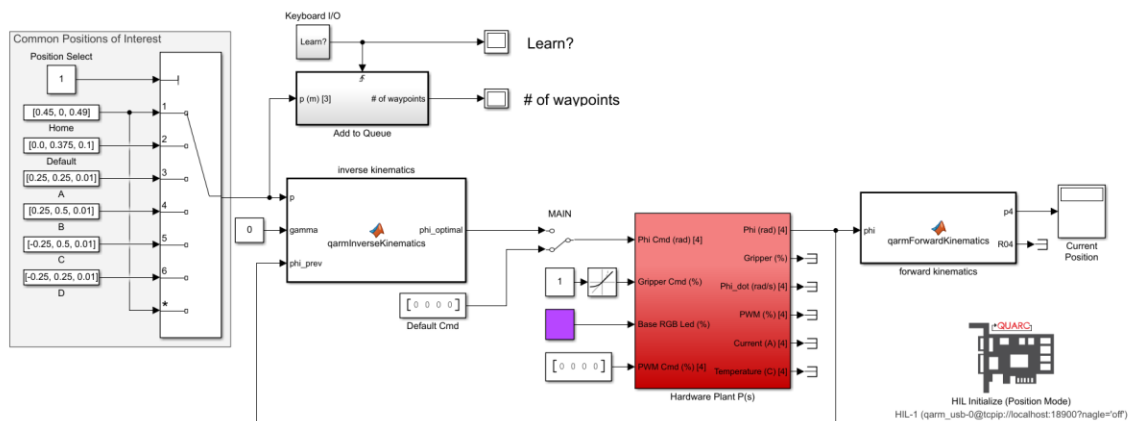 Common Positions of Interest
Position Select
1
[0.45, 0, 0.49]
Home
[0.0, 0.375, 0.1]
Default
[0.25, 0.25, 0.01]
A
[0.25, 0.5, 0.01]
B
[-0.25, 0.5, 0.01]
C
[-0.25, 0.25, 0.01]
D
1
2
3
4
5
6
*
Keyboard I/O
Learn?
Learn?
p (m) [3]
# of waypoints
Add to Queue
# of waypoints
inverse kinematics
p
gamma
phi_prev
qarmInverseKinematics
phi_optimal
0
MAIN
[0 0 0 0]
Default Cmd
1
[0 0 0 0]
Phi Cmd (rad) [4]
Gripper Cmd (%)
Base RGB Led (%)
PWM Cmd (%) [4]
Phi (rad) [4]
Gripper (%)
Phi_dot (rad/s) [4]
PWM (%) [4]
Current (A) [4]
Temperature (C) [4]
Hardware Plant P(s)
phi
qarmForwardKinematics
p4
R04
forward kinematics
Current
Position
QUARC
HIL Initialize (Position Mode)
HIL-1 (qarm_usb-0@tcpip://localhost:18900?nagle='off')